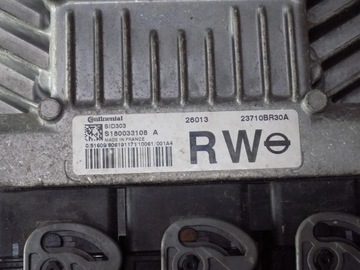 Continental
SID303
S180033108 A
MADE IN FRANCE
26013
23710BR30A
RW